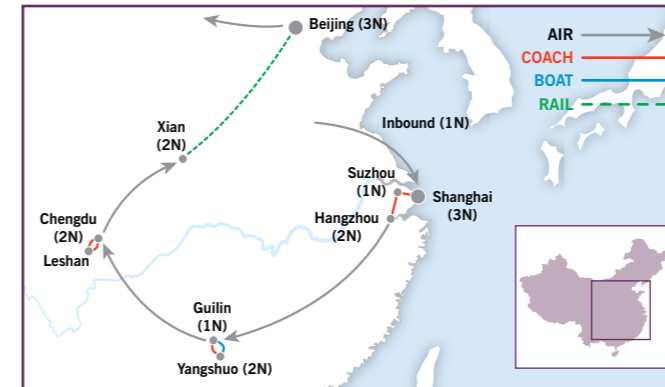 Beijing (3N)
AIR
COACH
BOAT
RAIL
Inbound (1N)
Xian
(2N)
Suzhou
(1N)
Shanghai
(3N)
Hangzhou
(2N)
Chengdu
(2N)
Leshan
Guilin
(1N)
Yangshuo (2N)